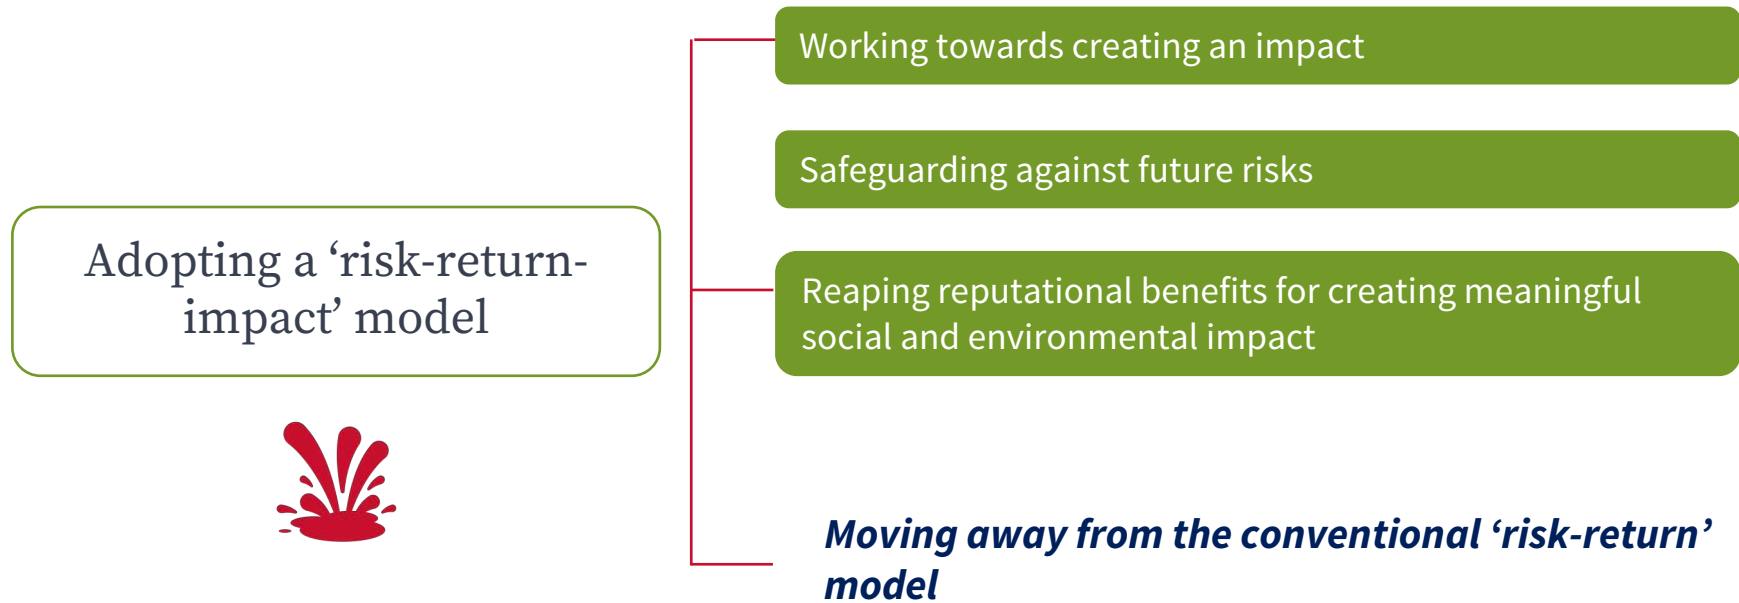 Working towards creating an impact
Safeguarding against future risks
Adopting a ‘risk-return-
impact’ model
Reaping reputational benefits for creating meaningful
social and environmental impact
Moving away from the conventional ‘risk-return’
model